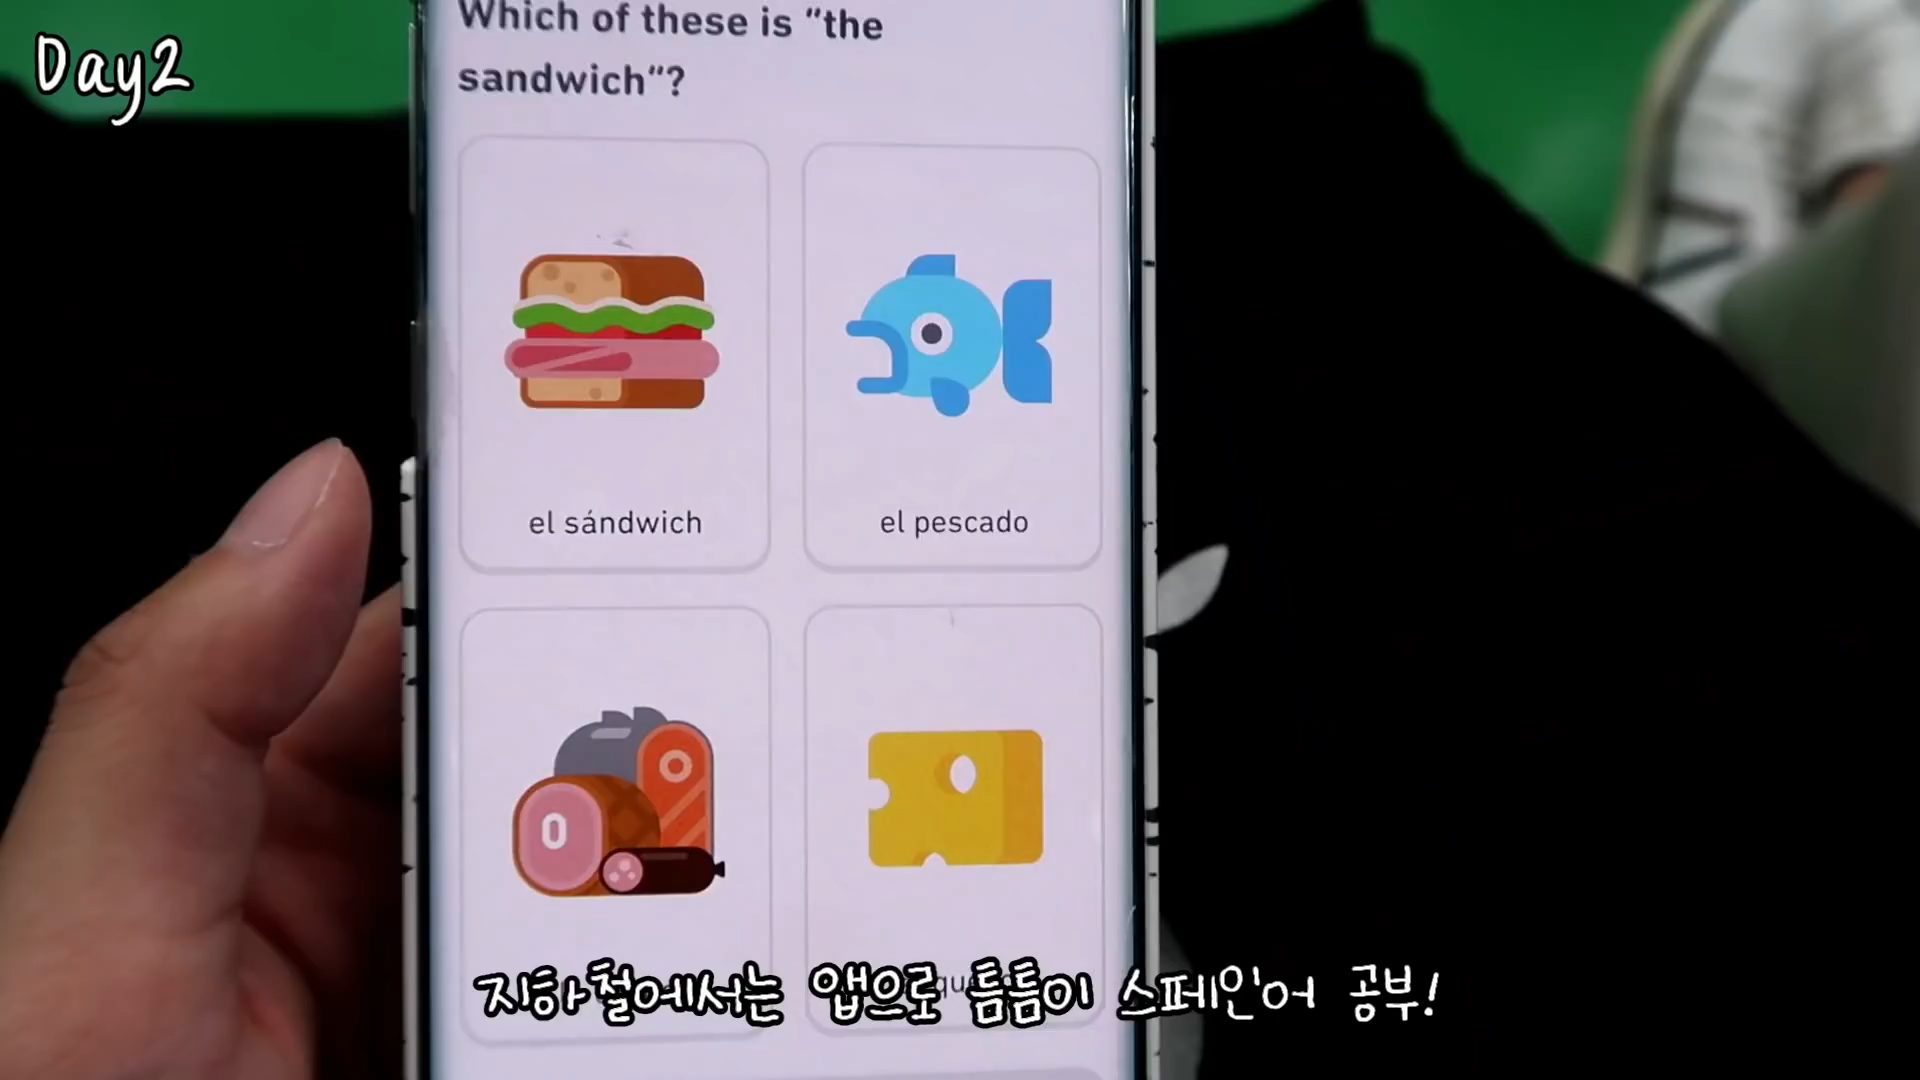 Day2
Which of these is "the
sandwich"?
el sándwich
el pescado
지하철에서는 앱으로 틈틈이 스페인어 공부!